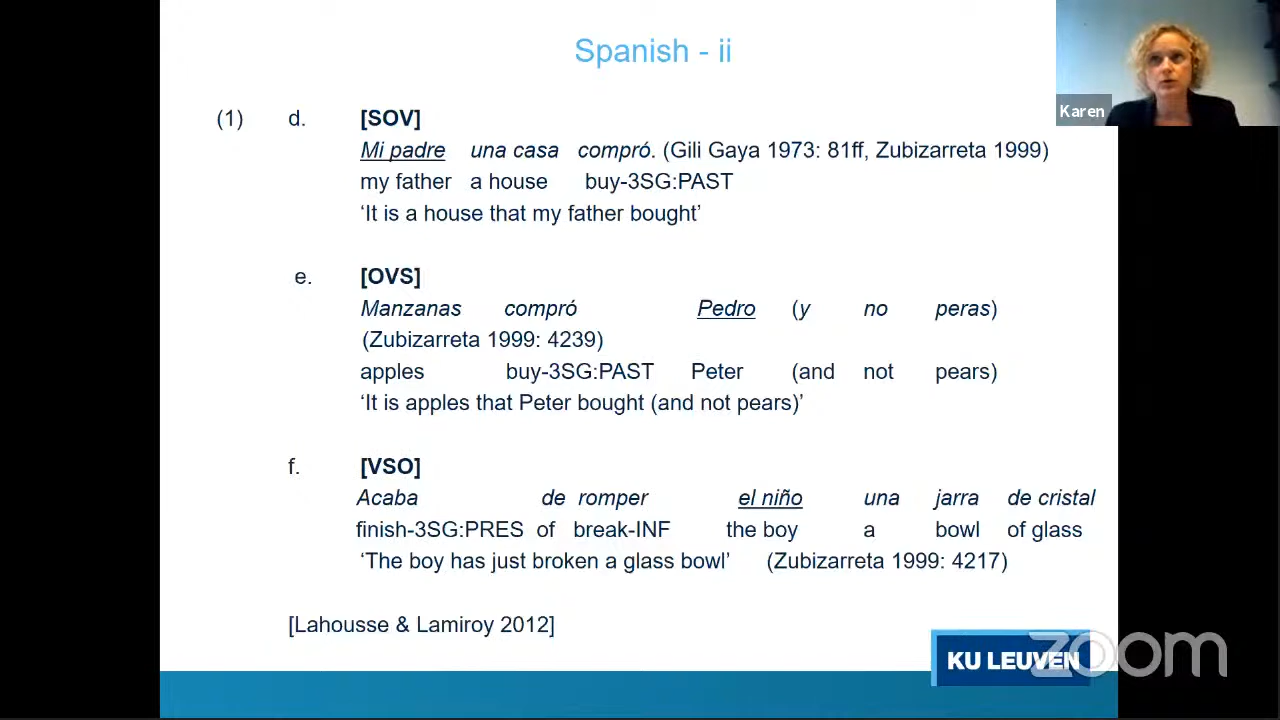 Spanish - ii
Karen
(1) d. [SOV]
Mi padre una casa compró. (Gili Gaya 1973: 81ff, Zubizarreta 1999)
my father a house buy-3SG:PAST
‘It is a house that my father bought’
e. [OVS]
Manzanas compró Pedro (y no peras)
(Zubizarreta 1999: 4239)
apples buy-3SG:PAST Peter (and not pears)
‘It is apples that Peter bought (and not pears)’
f. [VSO]
Acaba de romper el niño una jarra de cristal
finish-3SG:PRES of break-INF the boy a bowl of glass
‘The boy has just broken a glass bowl’ (Zubizarreta 1999: 4217)
[Lahousse & Lamiroy 2012]
KU LEUVEN
zoom